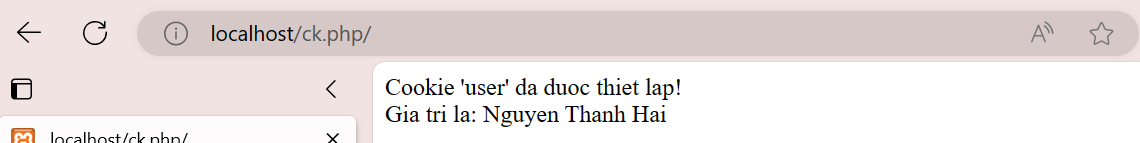 localhost/ck.php/
Cookie 'user' da duoc thiet lap!
Gia tri la: Nguyen Thanh Hai
localhost/ck.php/